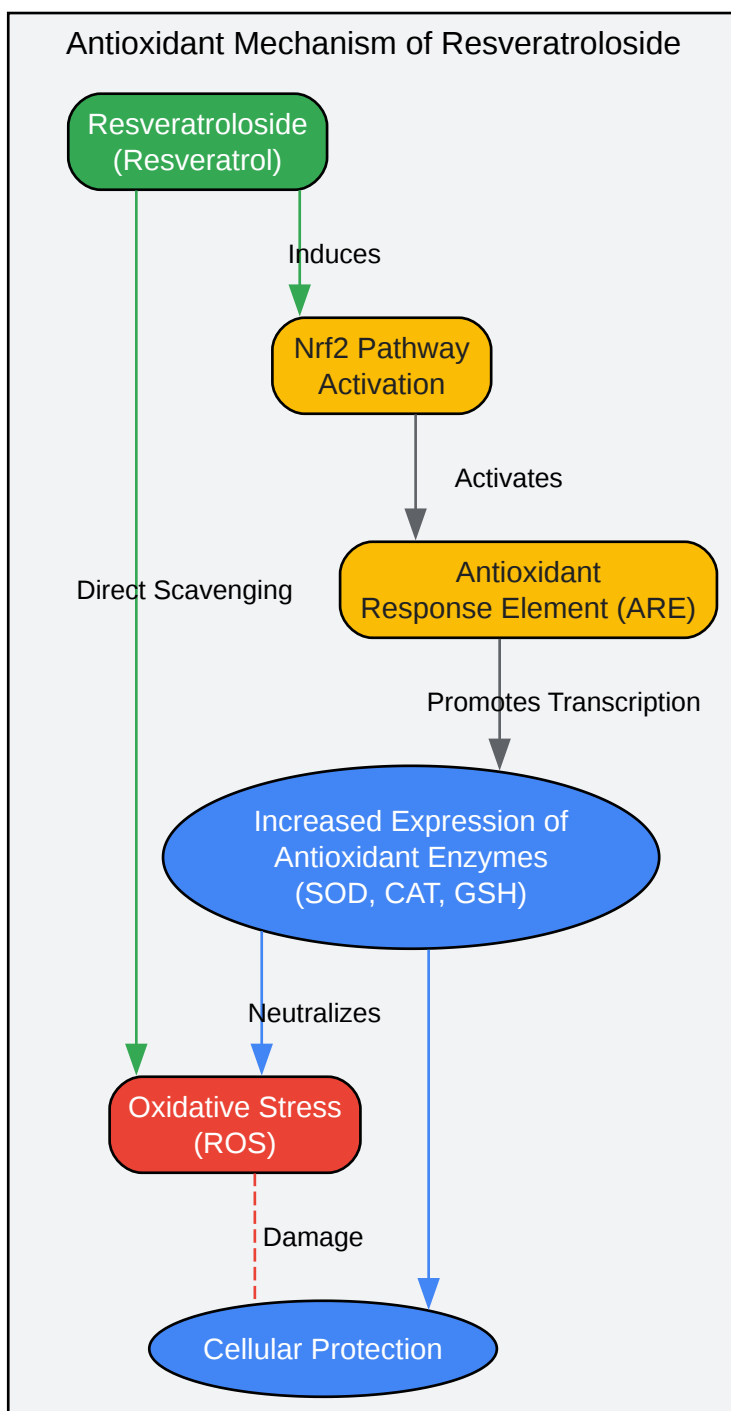 Antioxidant Mechanism of Resveratroloside
Resveratroloside
(Resveratrol)
Induces
Nrf2 Pathway
Activation
Activates
Antioxidant
Response Element (ARE)
Direct Scavenging
Promotes Transcription
Increased Expression of
Antioxidant Enzymes
(SOD, CAT, GSH)
Neutralizes
Oxidative Stress
(ROS)
Damage
Cellular Protection